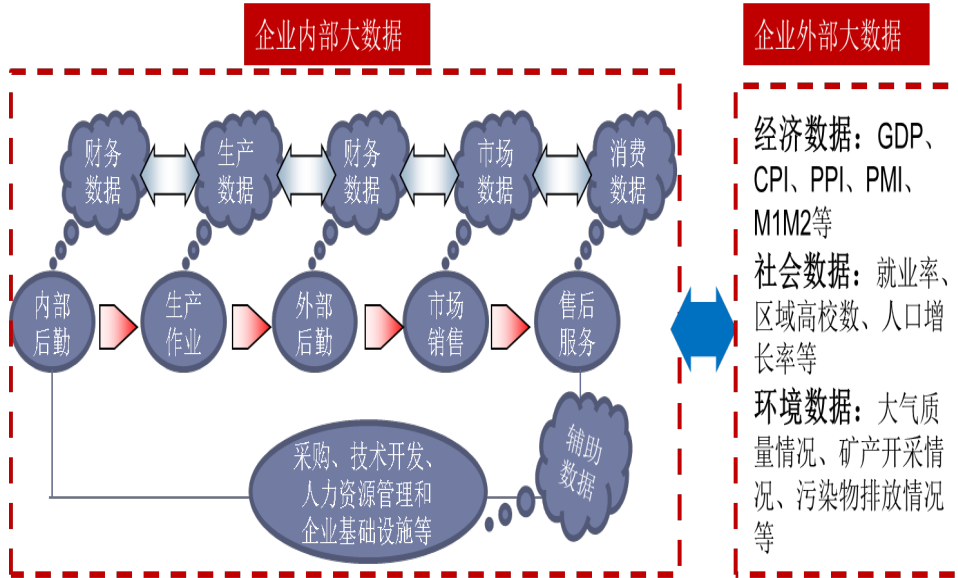 企业内部大数据
企业外部大数据
财务
数据
生产
数据
财务
数据
市场
数据
消费
数据
内部
后勤
生产
作业
外部
后勤
市场
销售
售后
服务
采购、技术开发、
人力资源管理和
企业基础设施等
辅助
数据
经济数据：GDP、
CPI、PPI、PMI、
M1M2等
社会数据：就业率、
区域高校数、人口增
长率等
环境数据：大气质
量情况、矿产开采情
况、污染物排放情况
等